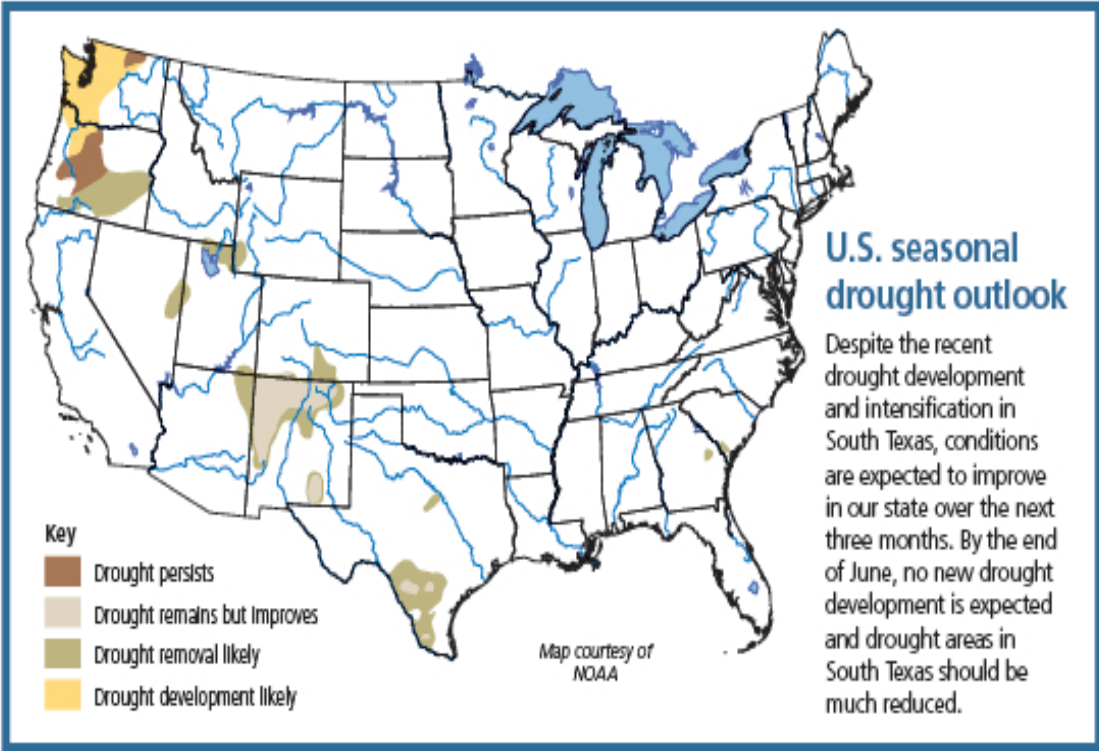 U.S. seasonal
drought outlook
Despite the recent
drought development
and intensification in
South Texas, conditions
are expected to improve
in our state over the next
three months. By the end
of June, no new drought
development is expected
and drought areas in
South Texas should be
much reduced.
Key
Drought persists
Drought remains but improves
Drought removal likely
Drought development likely
Map courtesy of
NOAA